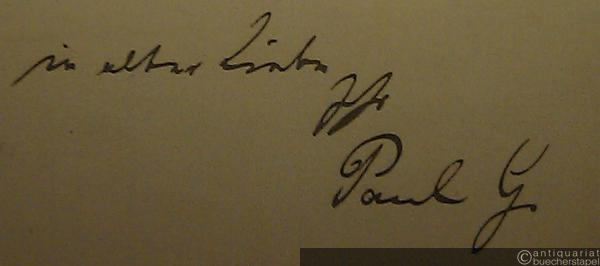 in alter Liebe
Ihr
Paul G.
©antiquariat
buecherstapel